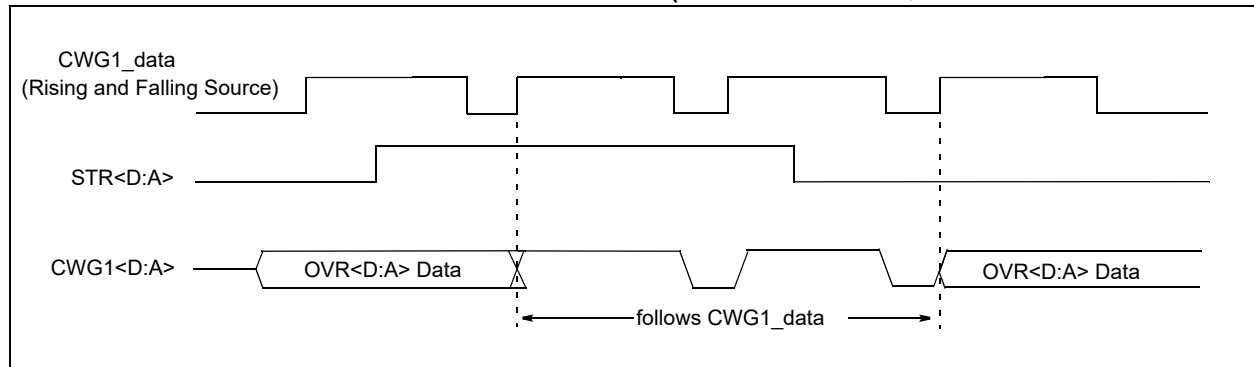 CWG1_data
(Rising and Falling Source)
STR<D:A>
CWG1<D:A>
OVR<D:A> Data
OVR<D:A> Data
follows CWG1_data